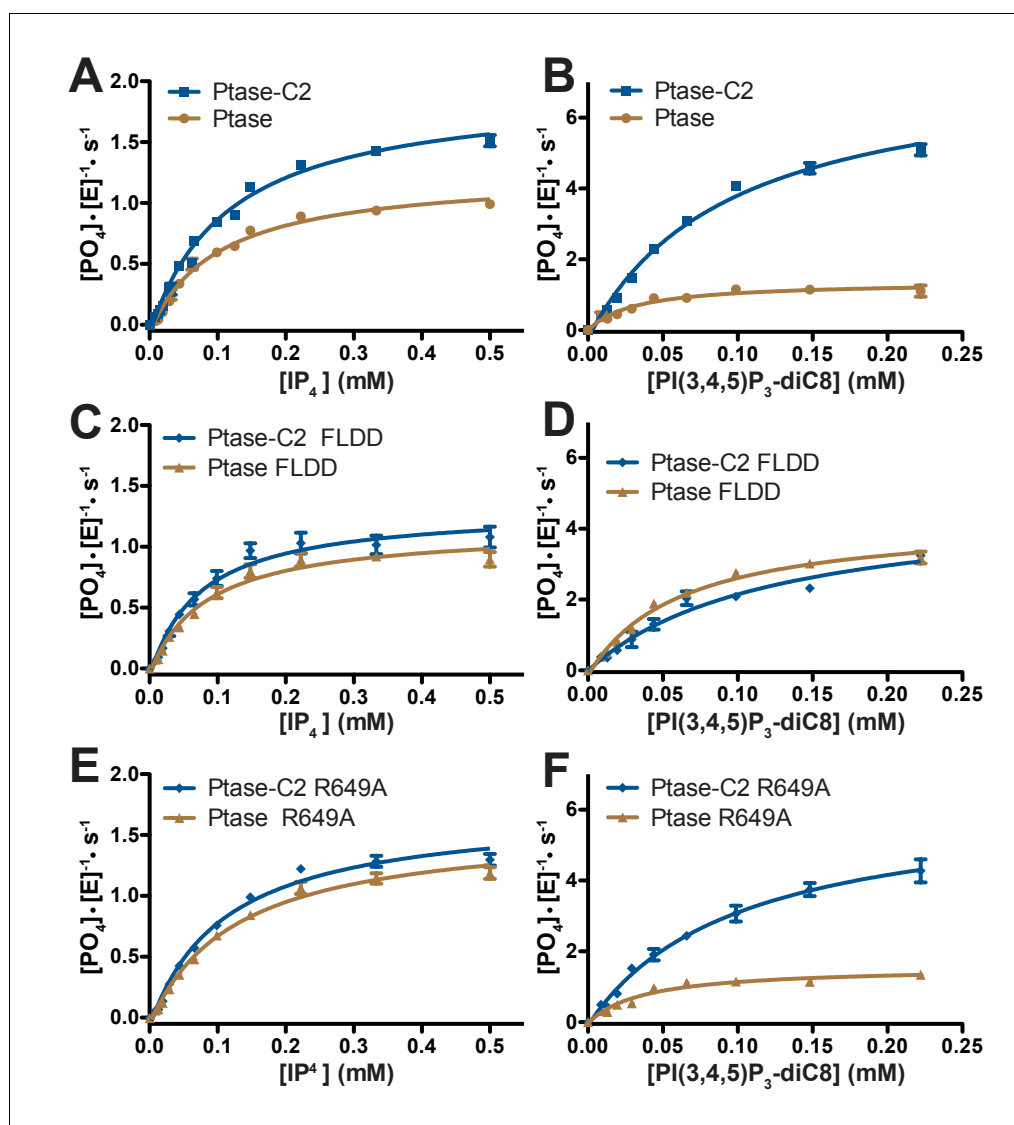 A
Ptase-C2
Ptase
2.0
1.5
1.0
0.5
0.0
[PO4]·[E]-1·s-1
0.0 0.1 0.2 0.3 0.4 0.5
[IP4] (mM)
B
Ptase-C2
Ptase
6
4
2
0
[PO4]·[E]-1·s-1
0.00 0.05 0.10 0.15 0.20 0.25
[PI(3,4,5)P3-diC8] (mM)
C
Ptase-C2 FLDD
Ptase FLDD
2.0
1.5
1.0
0.5
0.0
[PO4]·[E]-1·s-1
0.0 0.1 0.2 0.3 0.4 0.5
[IP4] (mM)
D
Ptase-C2 FLDD
Ptase FLDD
6
4
2
0
[PO4]·[E]-1·s-1
0.00 0.05 0.10 0.15 0.20 0.25
[PI(3,4,5)P3-diC8] (mM)
E
Ptase-C2 R649A
Ptase R649A
2.0
1.5
1.0
0.5
0.0
[PO4]·[E]-1·s-1
0.0 0.1 0.2 0.3 0.4 0.5
[IP4] (mM)
F
Ptase-C2 R649A
Ptase R649A
6
4
2
0
[PO4]·[E]-1·s-1
0.00 0.05 0.10 0.15 0.20 0.25
[PI(3,4,5)P3-diC8] (mM)